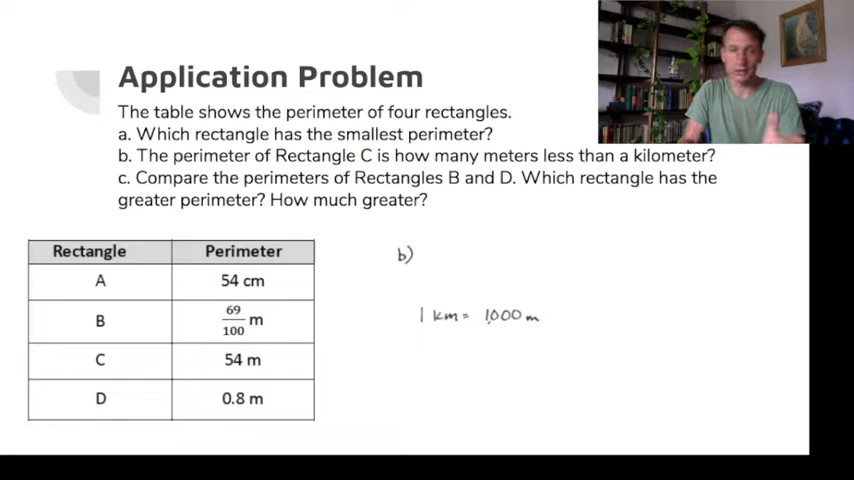 Application Problem
The table shows the perimeter of four rectangles.
a. Which rectangle has the smallest perimeter?
b. The perimeter of Rectangle C is how many meters less than a kilometer?
c. Compare the perimeters of Rectangles B and D. Which rectangle has the
greater perimeter? How much greater?
Rectangle Perimeter
A 54 cm
B 69/100 m
C 54 m
D 0.8 m
b)
1 km = 1,000 m